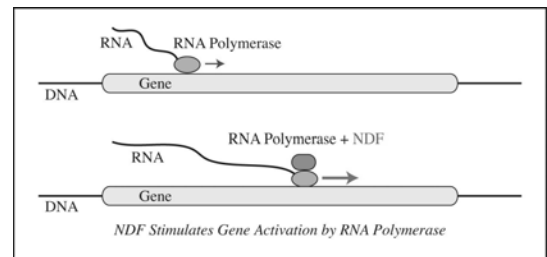 RNA
RNA Polymerase
Gene
DNA
RNA Polymerase + NDF
RNA
Gene
DNA
NDF Stimulates Gene Activation by RNA Polymerase